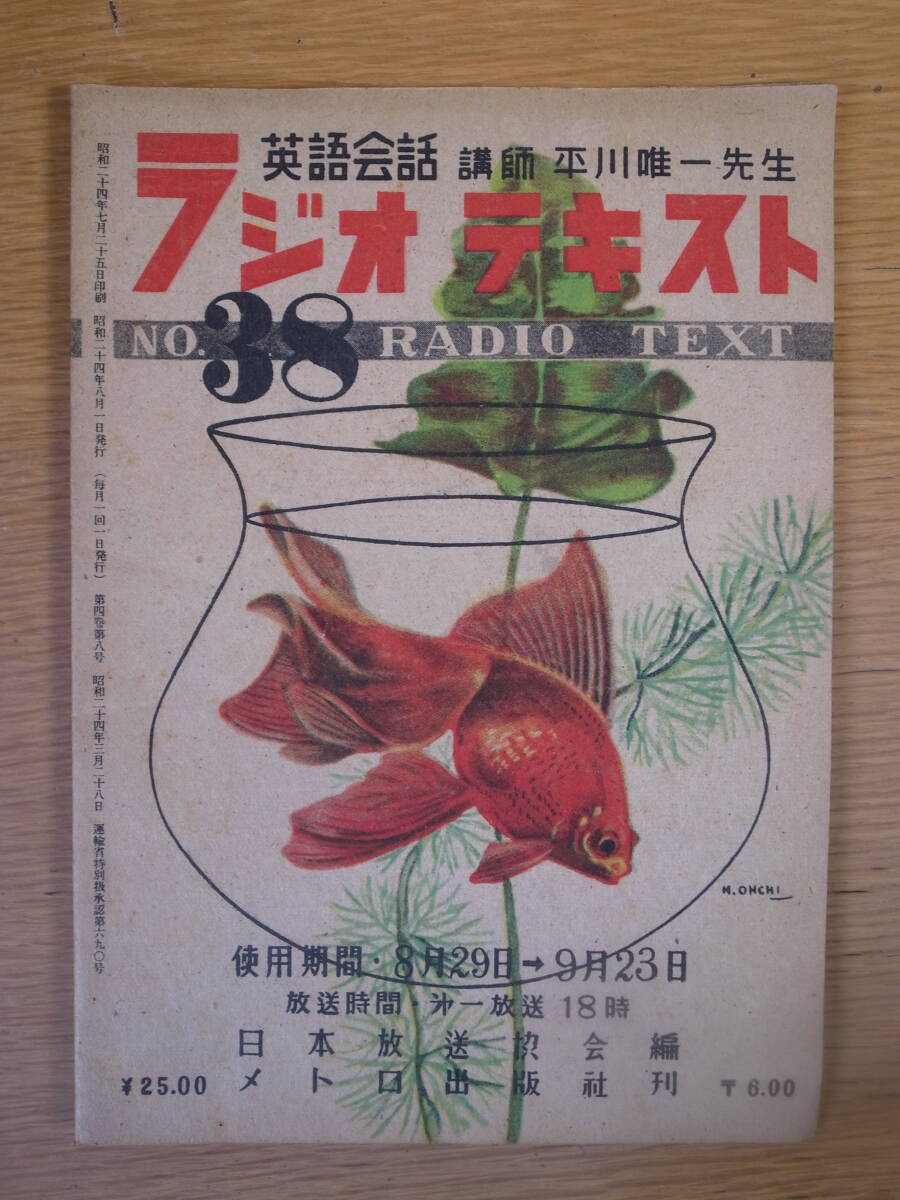 英語会話 講師 平川唯一先生
ラジオ テキスト
NO.38 RADIO TEXT
昭和二十四年七月二十五日印刷 昭和二十四年八月一日発行 (毎月一回一日発行) 第四巻第八号 昭和二十四年三月二十八日 運輸省特別扱承認第六九〇号
H.ONCHI
使用期間・8月29日→9月23日
放送時間・㐧一放送 18時
日本放送協会編
メトロ出版社刊
¥25.00
〒6.00